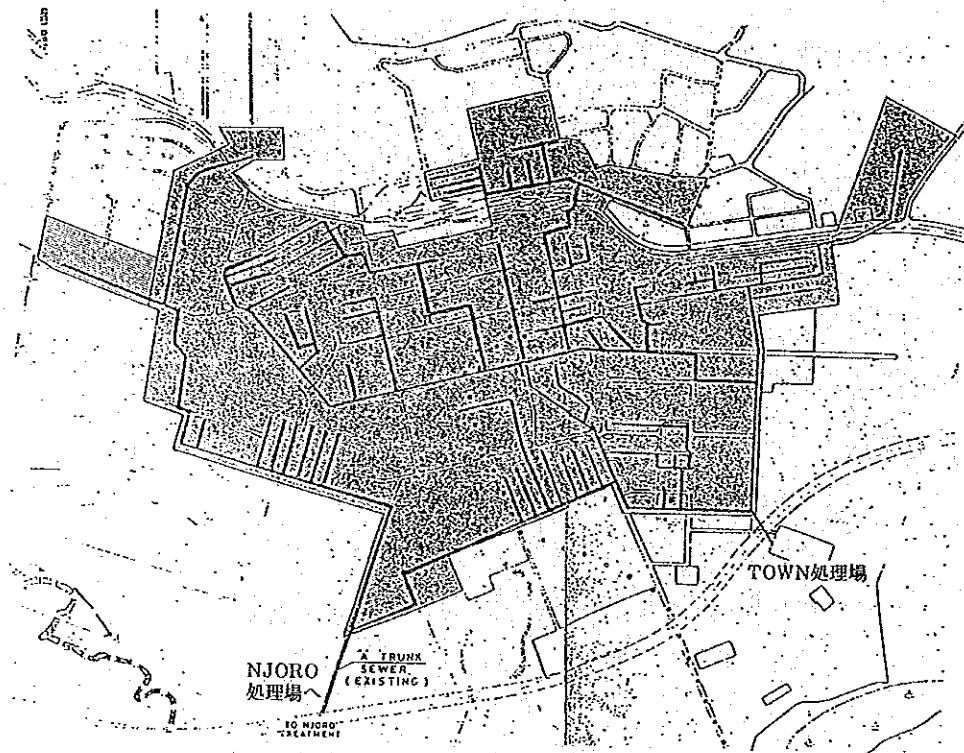 TOWN処理場
NJORO
処理場へ
A TRUNK
SEWER
(EXISTING)
TO NJORO
TREATMENT